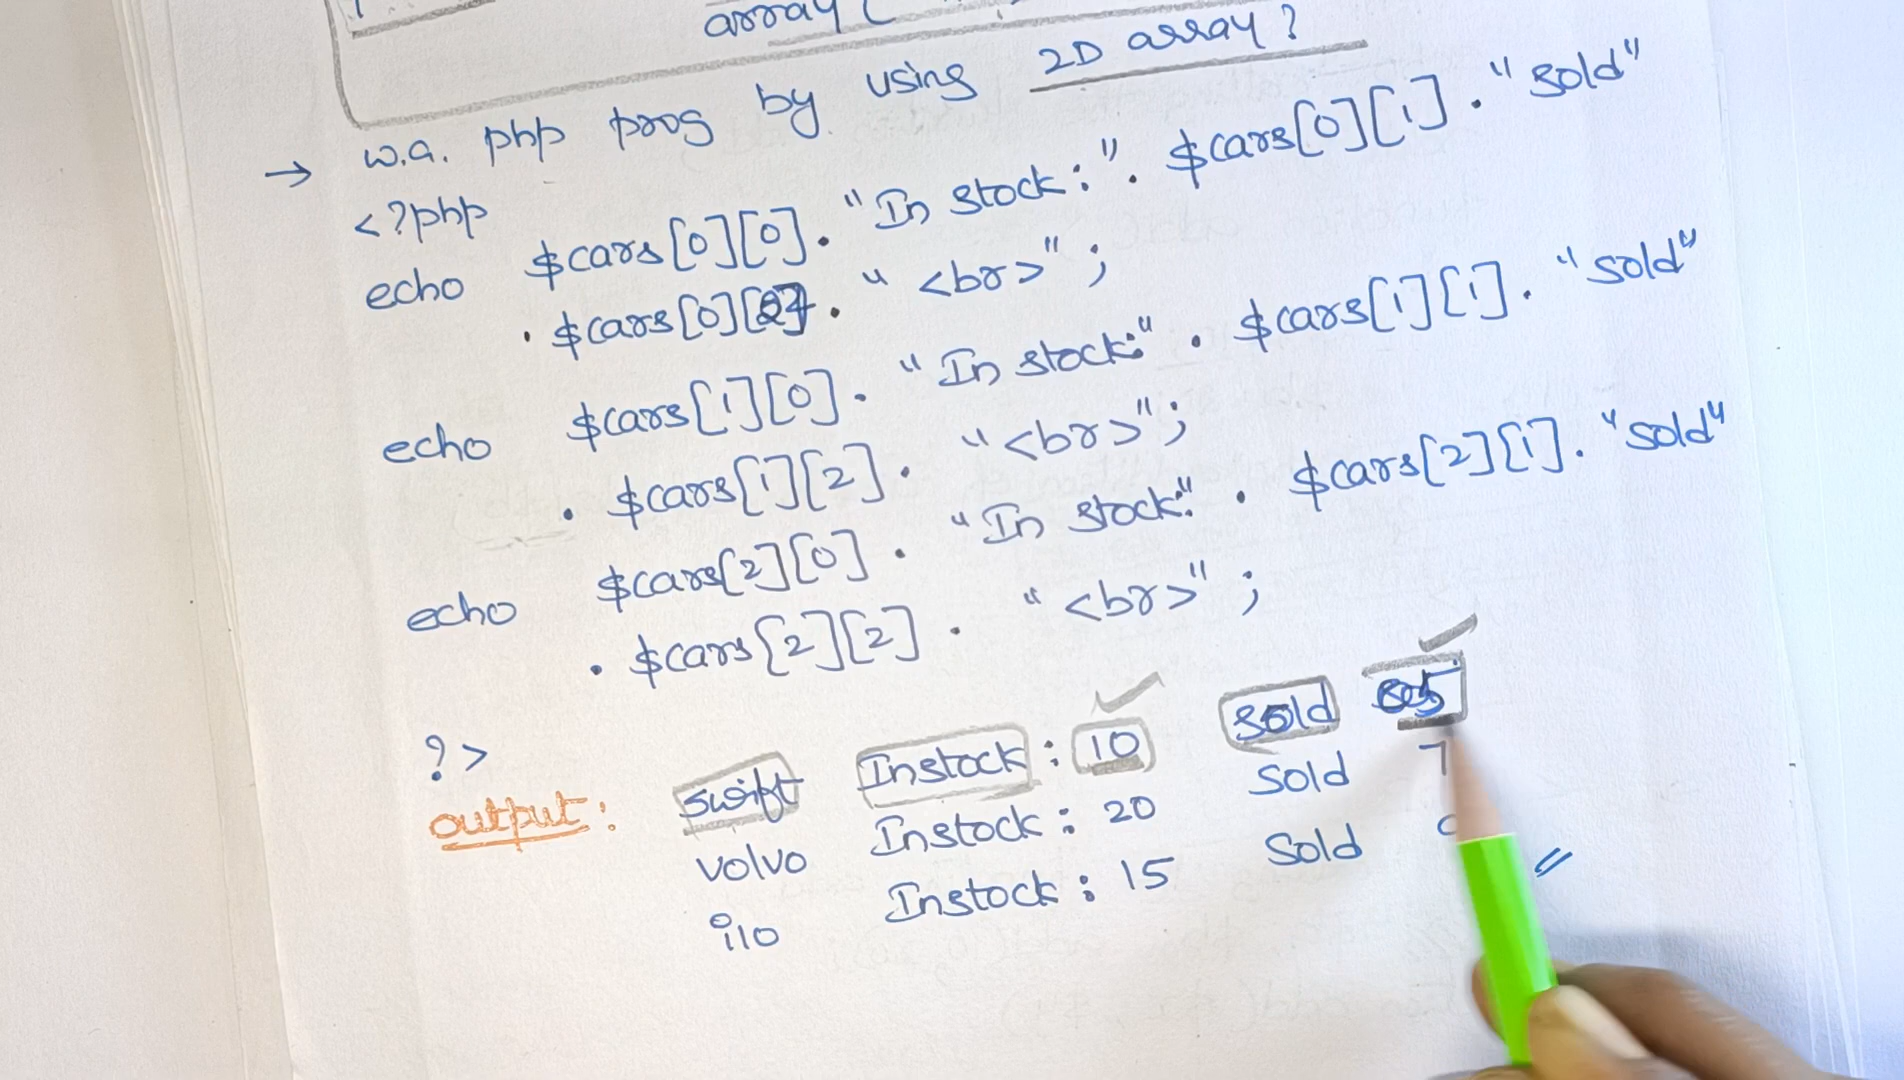 array (
→ w.a. php prog by using 2D array?
<?php
echo $cars[0][0]. "In stock:". $cars[0][1]. "sold"
. $cars[0][2]. "<br>";
echo $cars[1][0]. "In stock:". $cars[1][1]. "sold"
. $cars[1][2]. "<br>";
echo $cars[2][0]. "In stock:". $cars[2][1]. "sold"
. $cars[2][2]. "<br>";
?>
output: swift Instock: 10 sold 5
volvo Instock: 20 sold 7
i10 Instock: 15 sold